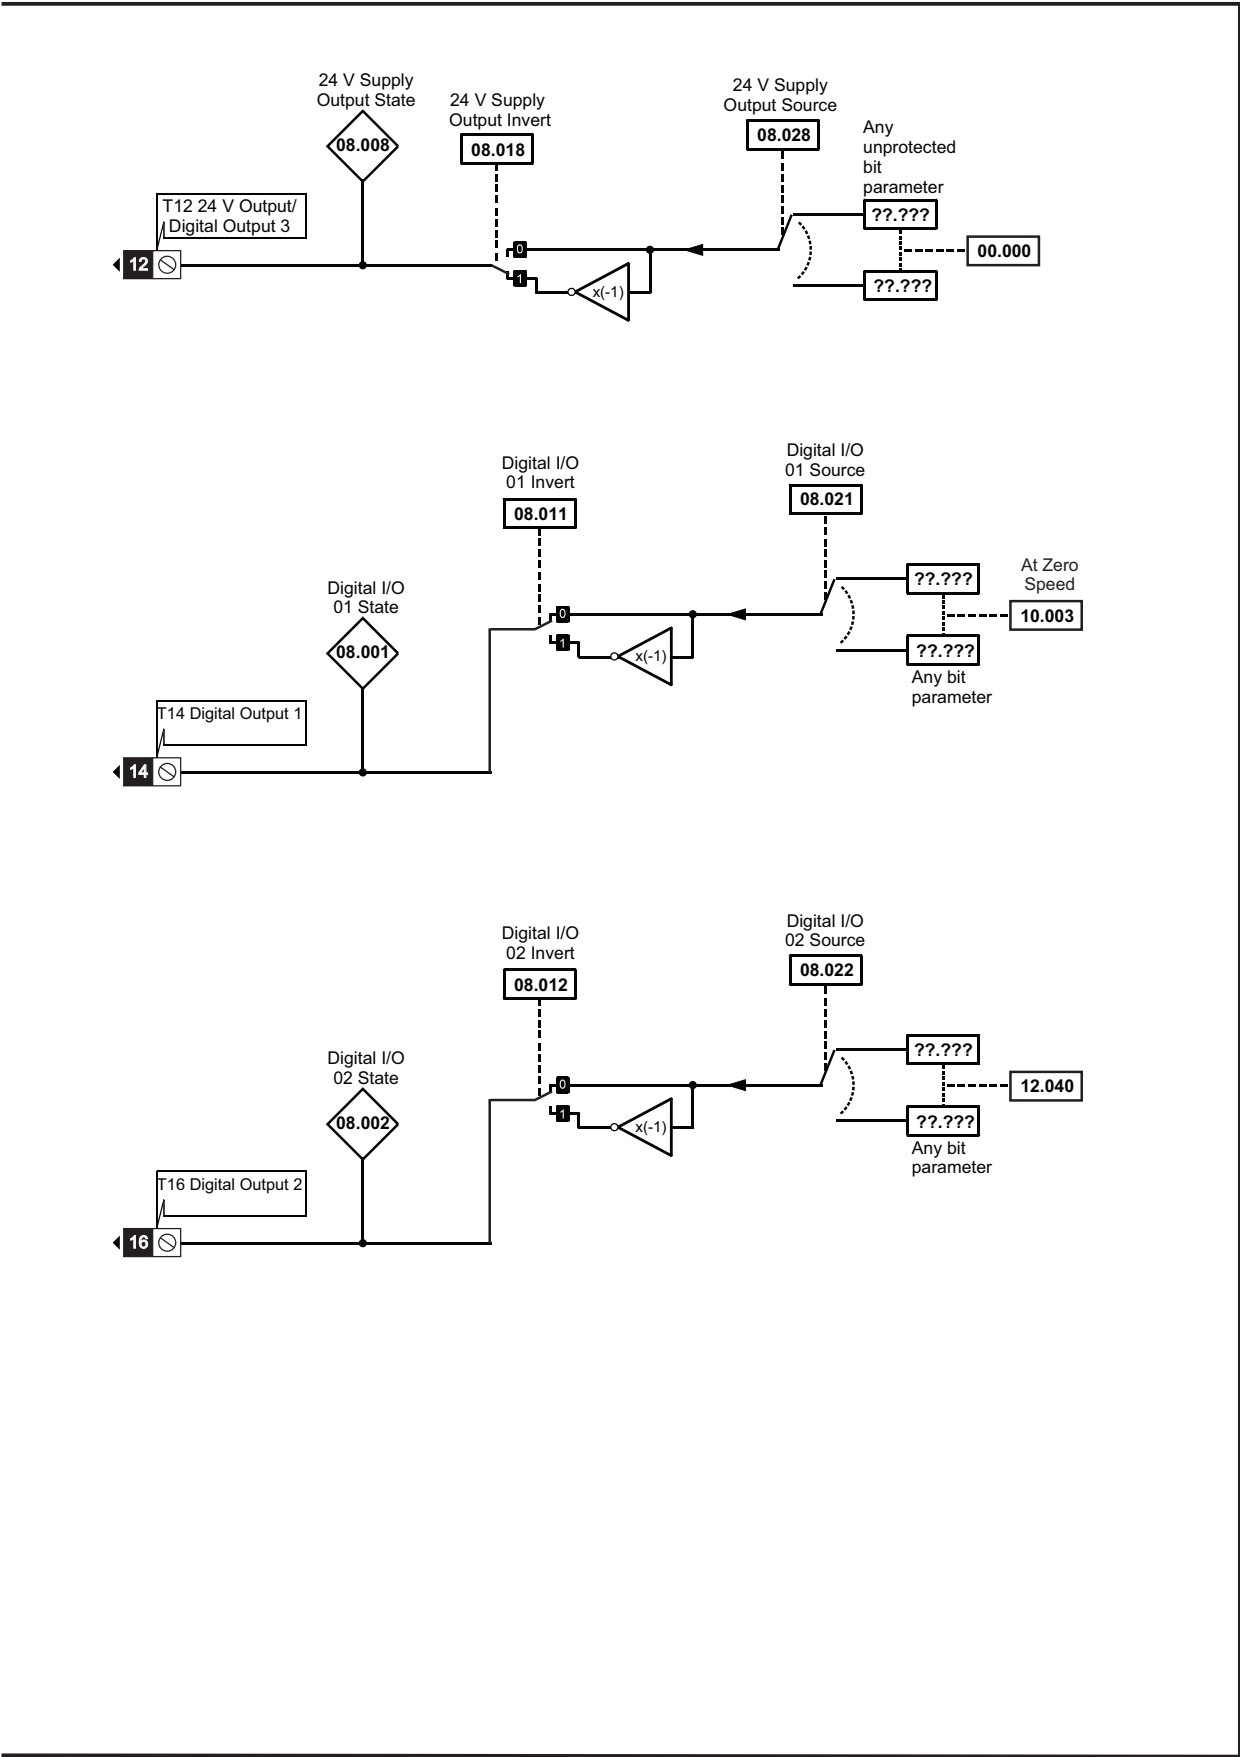 24 V Supply
Output State
08.008
24 V Supply
Output Invert
08.018
24 V Supply
Output Source
08.028
Any
unprotected
bit
parameter
??.???
00.000
??.???
T12 24 V Output/
Digital Output 3
12
0
1
x(-1)
Digital I/O
01 Invert
08.011
Digital I/O
01 Source
08.021
Digital I/O
01 State
08.001
0
1
x(-1)
??.???
At Zero
Speed
10.003
??.???
Any bit
parameter
T14 Digital Output 1
14
Digital I/O
02 Invert
08.012
Digital I/O
02 Source
08.022
Digital I/O
02 State
08.002
0
1
x(-1)
??.???
12.040
??.???
Any bit
parameter
T16 Digital Output 2
16